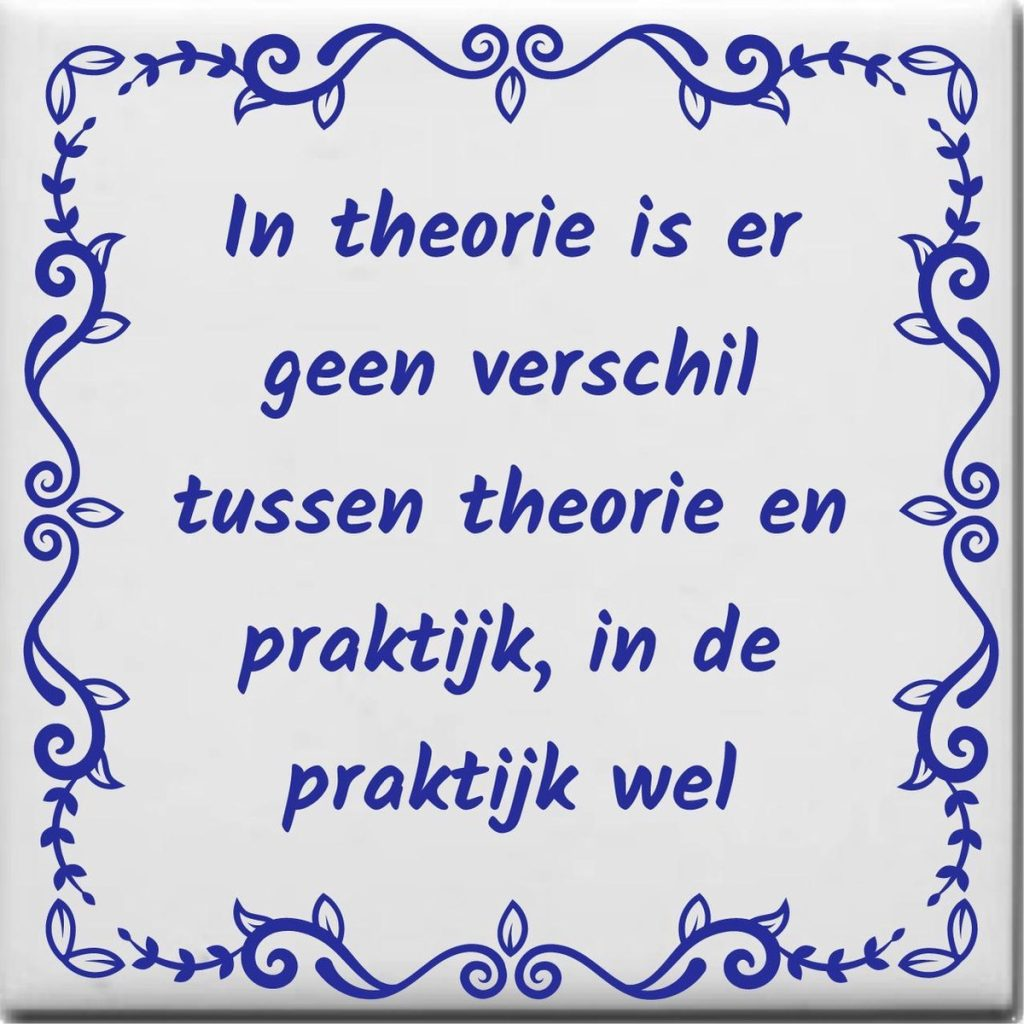 In theorie is er
geen verschil
tussen theorie en
praktijk, in de
praktijk wel